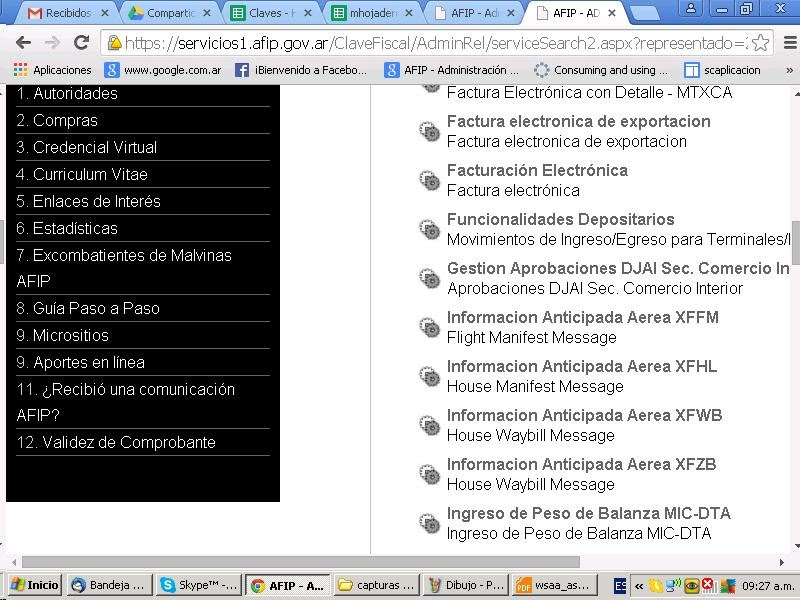 Recibidos
Compartic
Claves - H
mhojader
AFIP - Adr
AFIP - AD
https://servicios1.afip.gov.ar/ClaveFiscal/AdminRel/serviceSearch2.aspx?representado=
Aplicaciones
www.google.com.ar
iBienvenido a Facebo...
AFIP - Administración ...
Consuming and using ...
scaplicacion
»
1. Autoridades
2. Compras
3. Credencial Virtual
4. Curriculum Vitae
5. Enlaces de Interés
6. Estadísticas
7. Excombatientes de Malvinas
AFIP
8. Guía Paso a Paso
9. Micrositios
9. Aportes en línea
11. ¿Recibió una comunicación
AFIP?
12. Validez de Comprobante
Factura Electrónica con Detalle - MTXCA
Factura electronica de exportacion
Factura electronica de exportacion
Facturación Electrónica
Factura electrónica
Funcionalidades Depositarios
Movimientos de Ingreso/Egreso para Terminales/
Gestion Aprobaciones DJAI Sec. Comercio In
Aprobaciones DJAI Sec. Comercio Interior
Informacion Anticipada Aerea XFFM
Flight Manifest Message
Informacion Anticipada Aerea XFHL
House Manifest Message
Informacion Anticipada Aerea XFWB
House Waybill Message
Informacion Anticipada Aerea XFZB
House Waybill Message
Ingreso de Peso de Balanza MIC-DTA
Ingreso de Peso de Balanza MIC-DTA
Inicio
Bandeja ...
Skype™ -...
AFIP - A...
capturas ...
Dibujo - P...
wsaa_as...
ES
«
09:27 a.m.